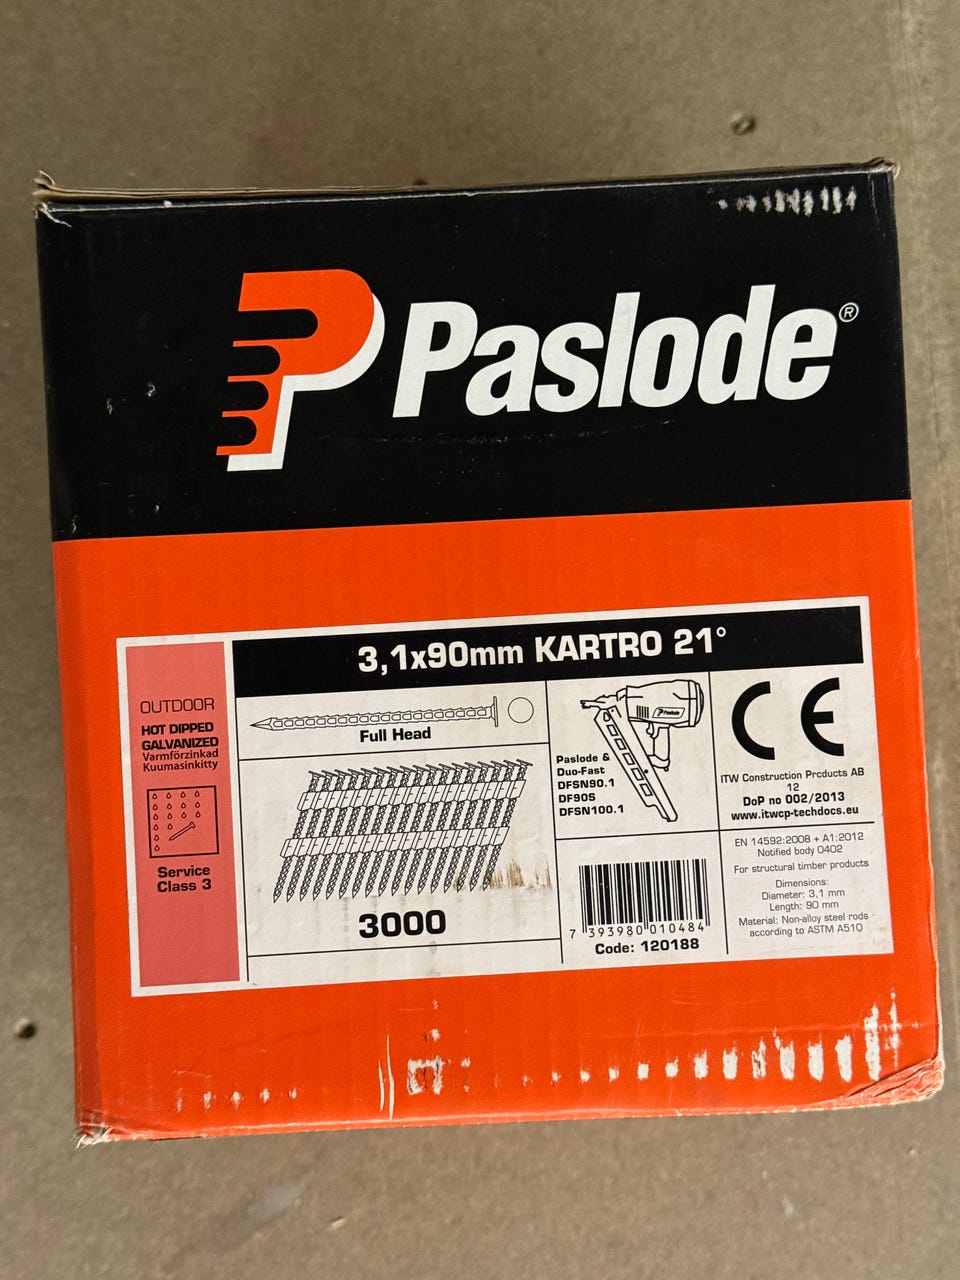 Paslode®
3,1x90mm KARTRO 21°
OUTDOOR
HOT DIPPED
GALVANIZED
Varmförzinkad
Kuumasinkitty
Service
Class 3
Full Head
3000
Paslode
Paslode &
Duo-Fast
DFSN90.1
DF90S
DFSN100.1
7 393980 010484
Code: 120188
CE
ITW Construction Products AB
12
DoP no 002/2013
www.itwcp-techdocs.eu
EN 14592:2008 + A1:2012
Notified body 0402
For structural timber products
Dimensions:
Diameter: 3,1 mm
Length: 90 mm
Material: Non-alloy steel rods
according to ASTM A510